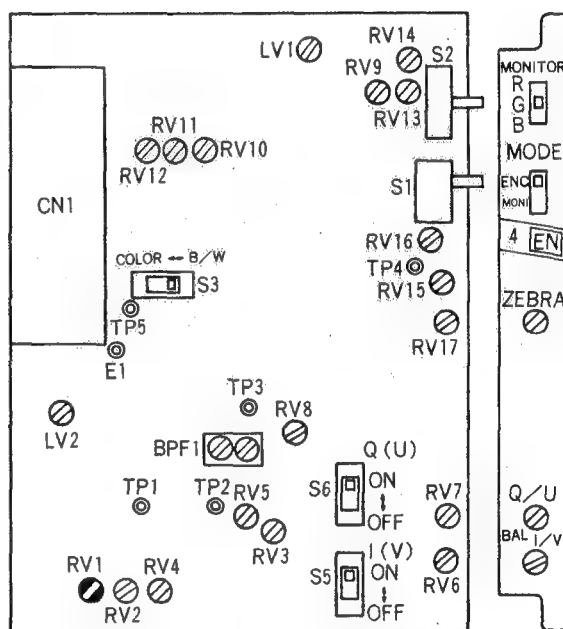 LV1
RV14
S2
RV9
RV13
RV11
RV12
RV10
CN1
S1
RV16
COLOR ↔ B/W
S3
TP4
RV15
TP5
RV17
E1
TP3
RV8
LV2
BPF1
Q (U)
S6
ON
↕
OFF
TP1
TP2
RV5
RV3
RV7
I (V)
S5
ON
↕
OFF
RV6
RV1
RV2
RV4
MONITOR
R
G
B
MODE
ENC
MONI
4 EN
ZEBRA
Q/U
BAL I/V